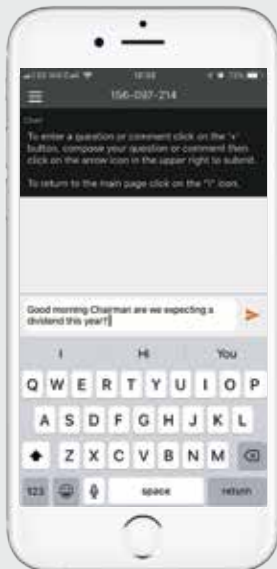 156-097-214
Chat
To enter a question or comment click on the '+'
button, compose your question or comment then
click on the arrow icon in the upper right to submit.
To return to the main page click on the "i" icon.
Good morning Chairman are we expecting a
dividend this year?
I Hi You
Q W E R T Y U I O P
A S D F G H J K L
Z X C V B N M
123 space return